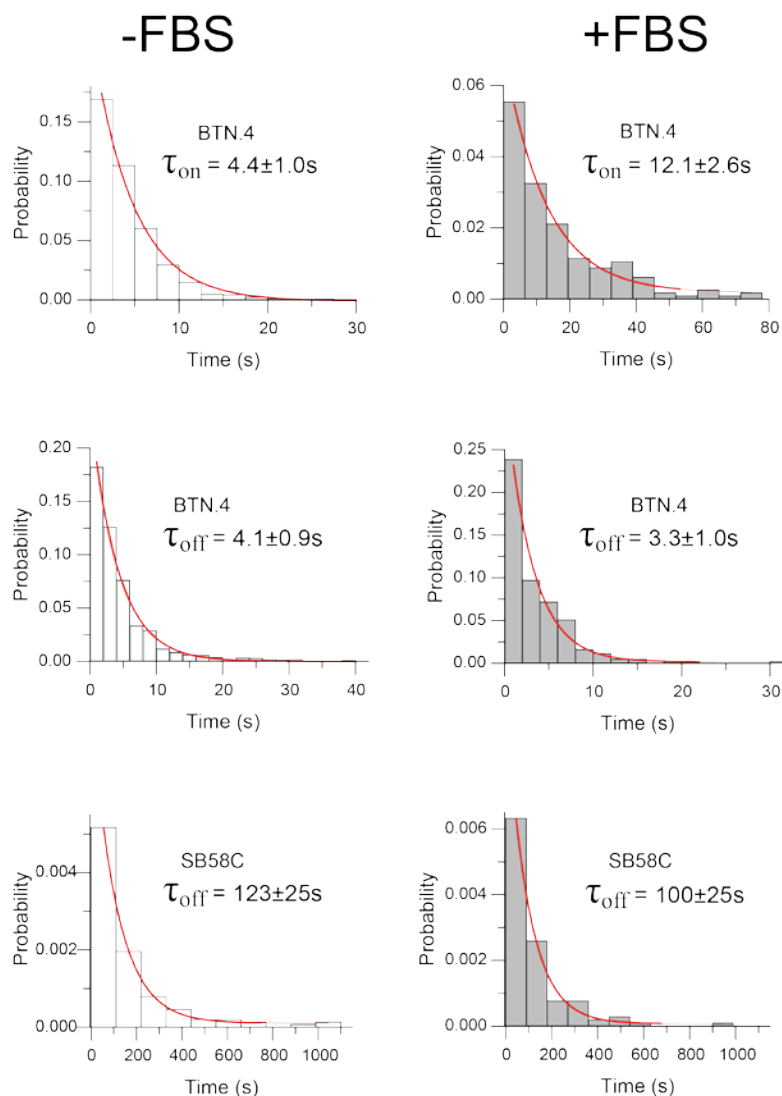 -FBS
+FBS
BTN.4
τon = 4.4±1.0s
Probability
0.15
0.10
0.05
0.00
0 10 20 30
Time (s)
BTN.4
τon = 12.1±2.6s
Probability
0.06
0.04
0.02
0.00
0 20 40 60 80
Time (s)
BTN.4
τoff = 4.1±0.9s
Probability
0.20
0.15
0.10
0.05
0.00
0 10 20 30 40
Time (s)
BTN.4
τoff = 3.3±1.0s
Probability
0.25
0.20
0.15
0.10
0.05
0.00
0 10 20 30
Time (s)
SB58C
τoff = 123±25s
Probability
0.004
0.002
0.000
0 200 400 600 800 1000
Time (s)
SB58C
τoff = 100±25s
Probability
0.006
0.004
0.002
0.000
0 200 400 600 800 1000
Time (s)